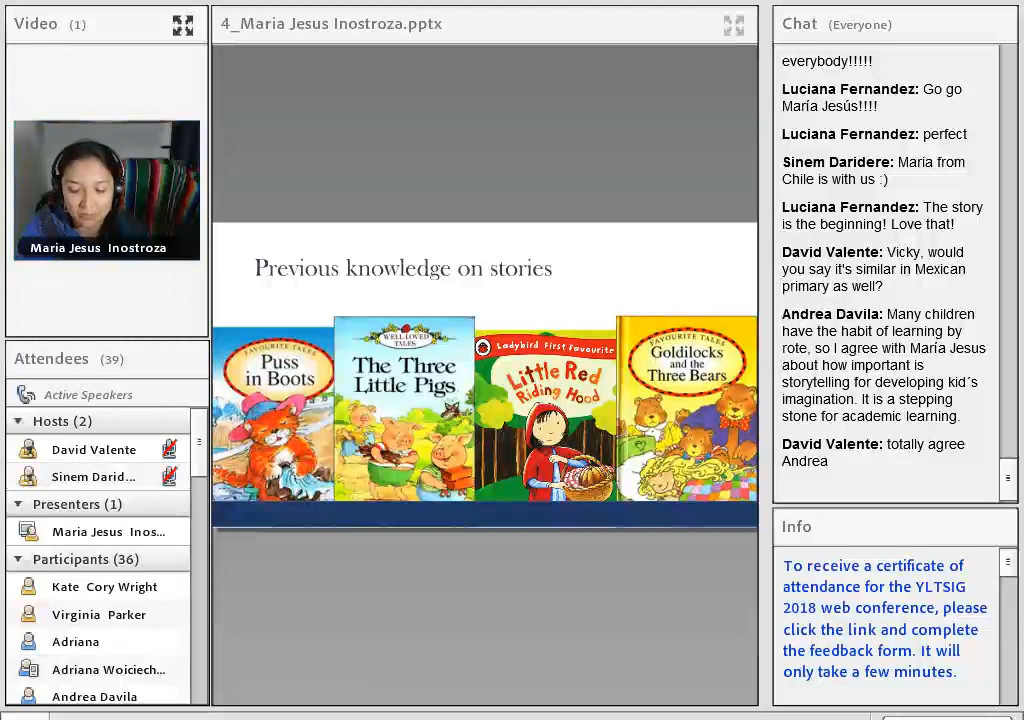 Video (1)
Maria Jesus Inostroza
Attendees (39)
Active Speakers
Hosts (2)
David Valente
Sinem Darid...
Presenters (1)
Maria Jesus Inos...
Participants (36)
Kate Cory Wright
Virginia Parker
Adriana
Adriana Woiciech...
Andrea Davila
4_Maria Jesus Inostroza.pptx
Previous knowledge on stories
FAVOURITE TALES
Puss
in Boots
WELL LOVED
TALES
The Three
Little Pigs
Ladybird First Favourite
Little Red
Riding Hood
FAVOURITE TALES
Goldilocks
and the
Three Bears
Chat (Everyone)
everybody!!!!!
Luciana Fernandez: Go go
María Jesús!!!!
Luciana Fernandez: perfect
Sinem Daridere: Maria from
Chile is with us :)
Luciana Fernandez: The story
is the beginning! Love that!
David Valente: Vicky, would
you say it's similar in Mexican
primary as well?
Andrea Davila: Many children
have the habit of learning by
rote, so I agree with María Jesus
about how important is
storytelling for developing kid´s
imagination. It is a stepping
stone for academic learning.
David Valente: totally agree
Andrea
Info
To receive a certificate of
attendance for the YLTSIG
2018 web conference, please
click the link and complete
the feedback form. It will
only take a few minutes.